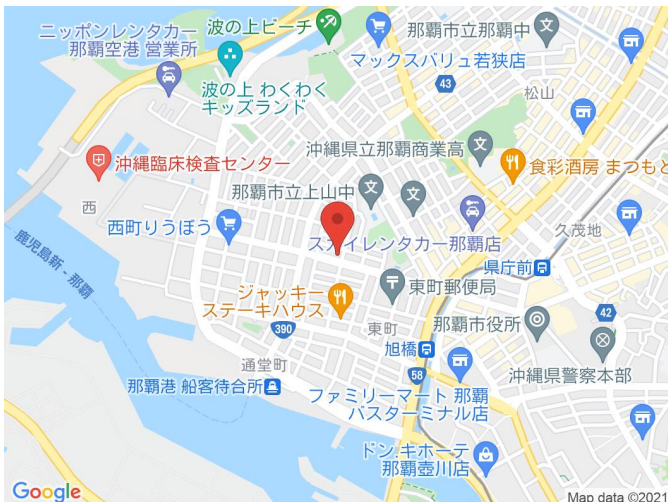 ニッポンレンタカー
那覇空港 営業所
波の上ビーチ
波の上 わくわく
キッズランド
那覇市立那覇中
マックスバリュ若狭店
43
松山
沖縄県立那覇商業高
食彩酒房 まつもと
沖縄臨床検査センター
那覇市立上山中
西
西町りうぼう
スカイレンタカー那覇店
久茂地
県庁前
鹿児島新 - 那覇
ジャッキー
ステーキハウス
東町郵便局
42
390
東町
那覇市役所
旭橋
通堂町
58
沖縄県警察本部
那覇港 船客待合所
ファミリーマート 那覇
バスターミナル店
ドン.キホーテ
那覇壺川店
Google
Map data ©2021